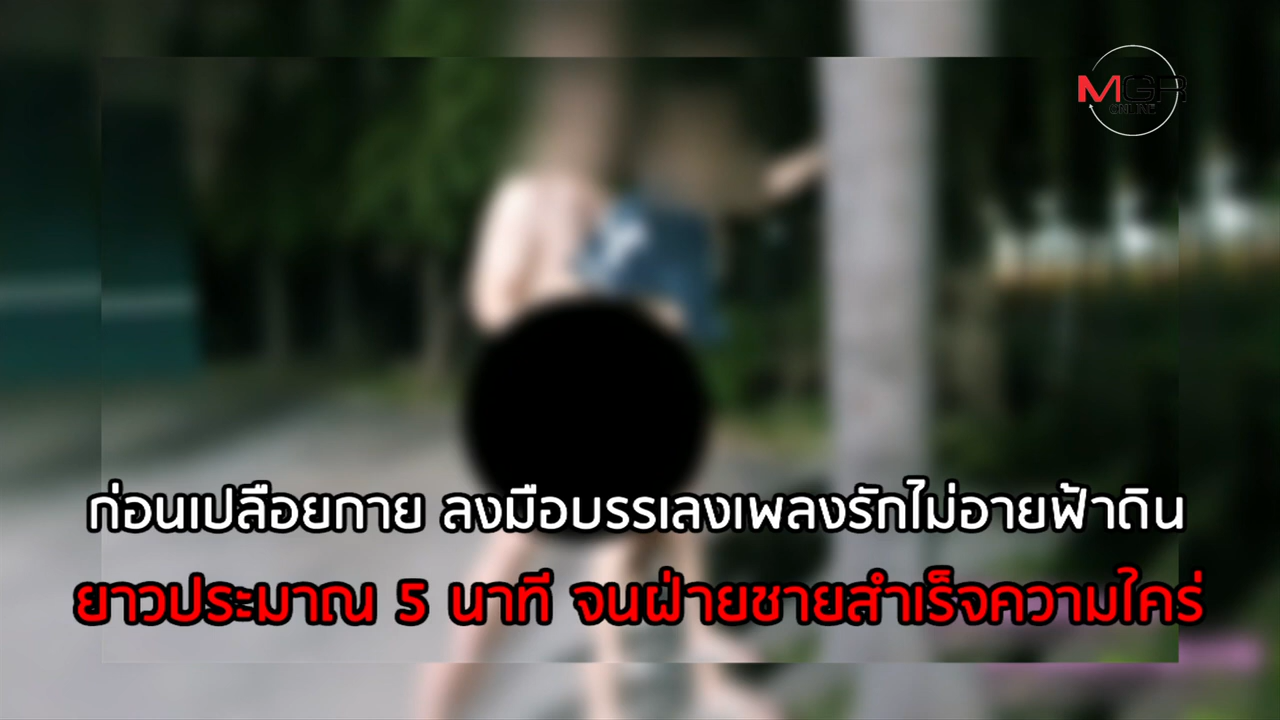 MGR
ONLINE
ก่อนเปลือยกาย ลงมือบรรเลงเพลงรักไม่อายฟ้าดิน
ยาวประมาณ 5 นาที จนฝ่ายชายสำเร็จความใคร่